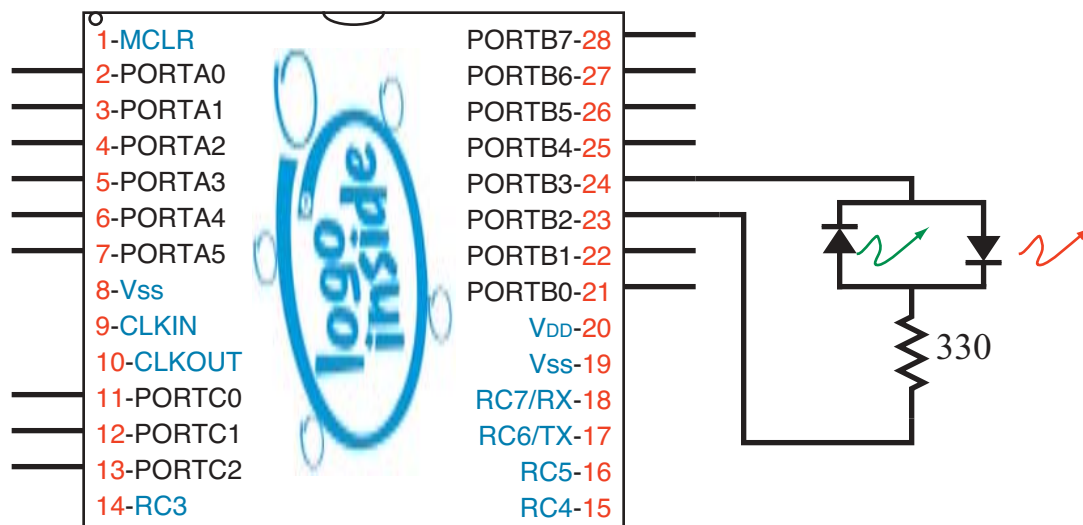 1-MCLR
2-PORTA0
3-PORTA1
4-PORTA2
5-PORTA3
6-PORTA4
7-PORTA5
8-Vss
9-CLKIN
10-CLKOUT
11-PORTC0
12-PORTC1
13-PORTC2
14-RC3
logo
inside
PORTB7-28
PORTB6-27
PORTB5-26
PORTB4-25
PORTB3-24
PORTB2-23
PORTB1-22
PORTB0-21
VDD-20
Vss-19
RC7/RX-18
RC6/TX-17
RC5-16
RC4-15
330